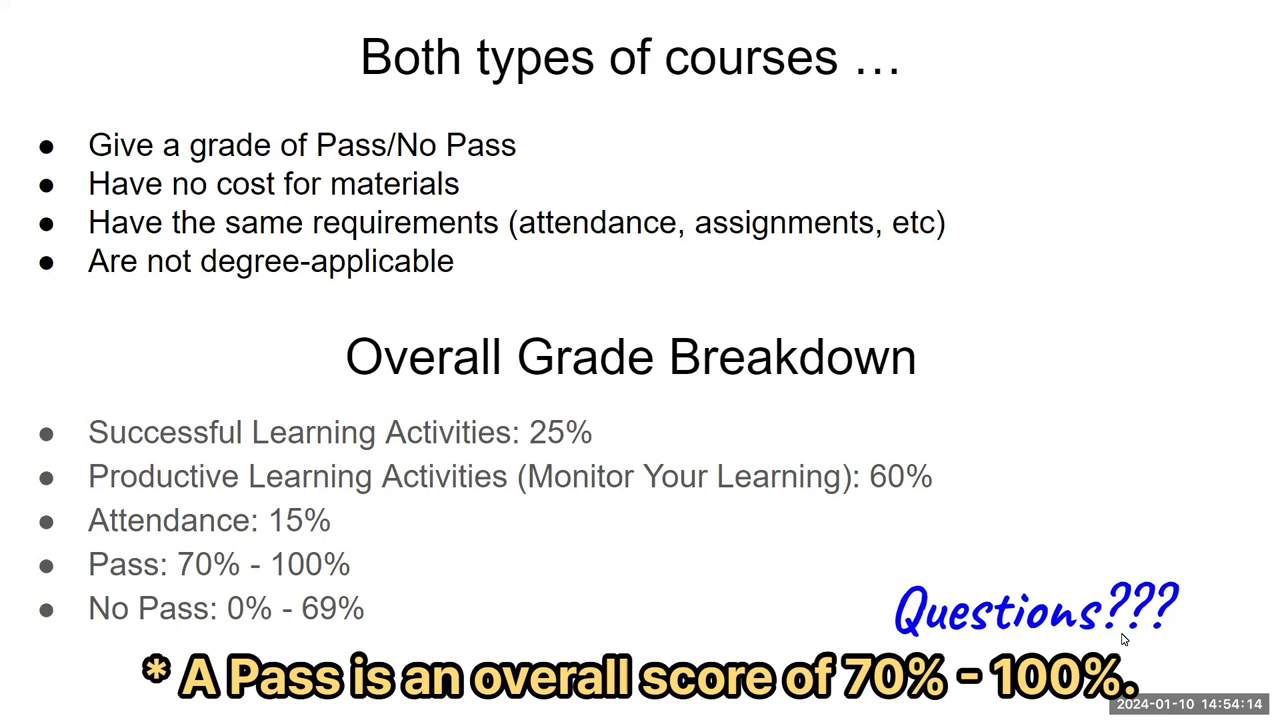 Both types of courses …
● Give a grade of Pass/No Pass
● Have no cost for materials
● Have the same requirements (attendance, assignments, etc)
● Are not degree-applicable
Overall Grade Breakdown
● Successful Learning Activities: 25%
● Productive Learning Activities (Monitor Your Learning): 60%
● Attendance: 15%
● Pass: 70% - 100%
● No Pass: 0% - 69%
Questions???
* A Pass is an overall score of 70% - 100%.
2024-01-10 14:54:14